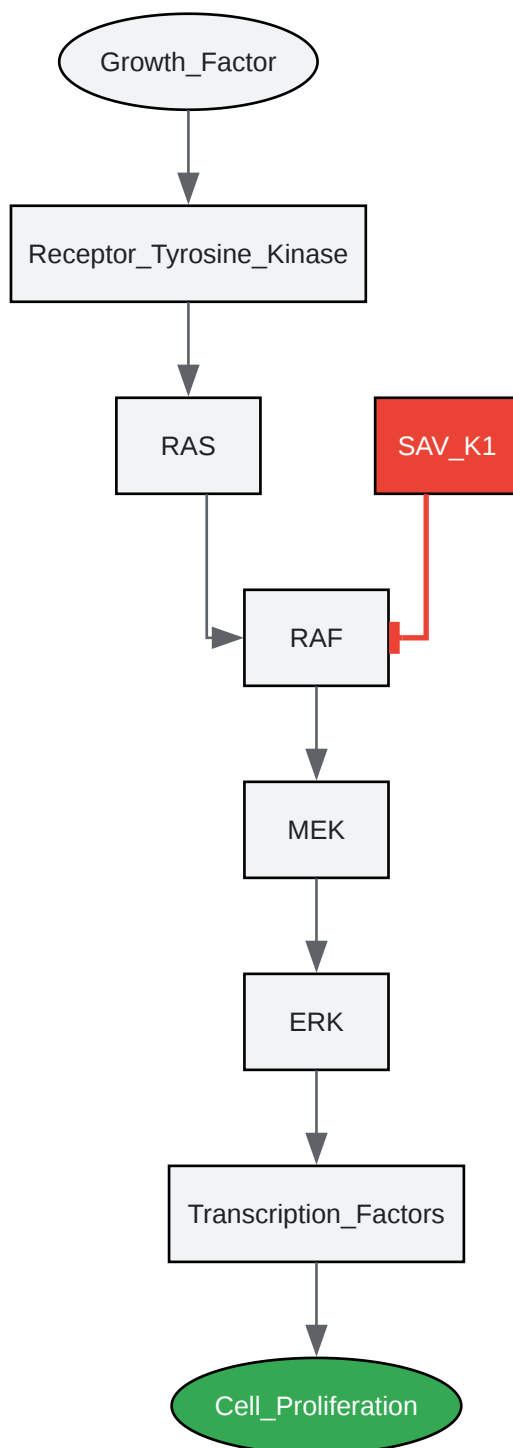 Growth_Factor
Receptor_Tyrosine_Kinase
RAS
SAV_K1
RAF
MEK
ERK
Transcription_Factors
Cell_Proliferation